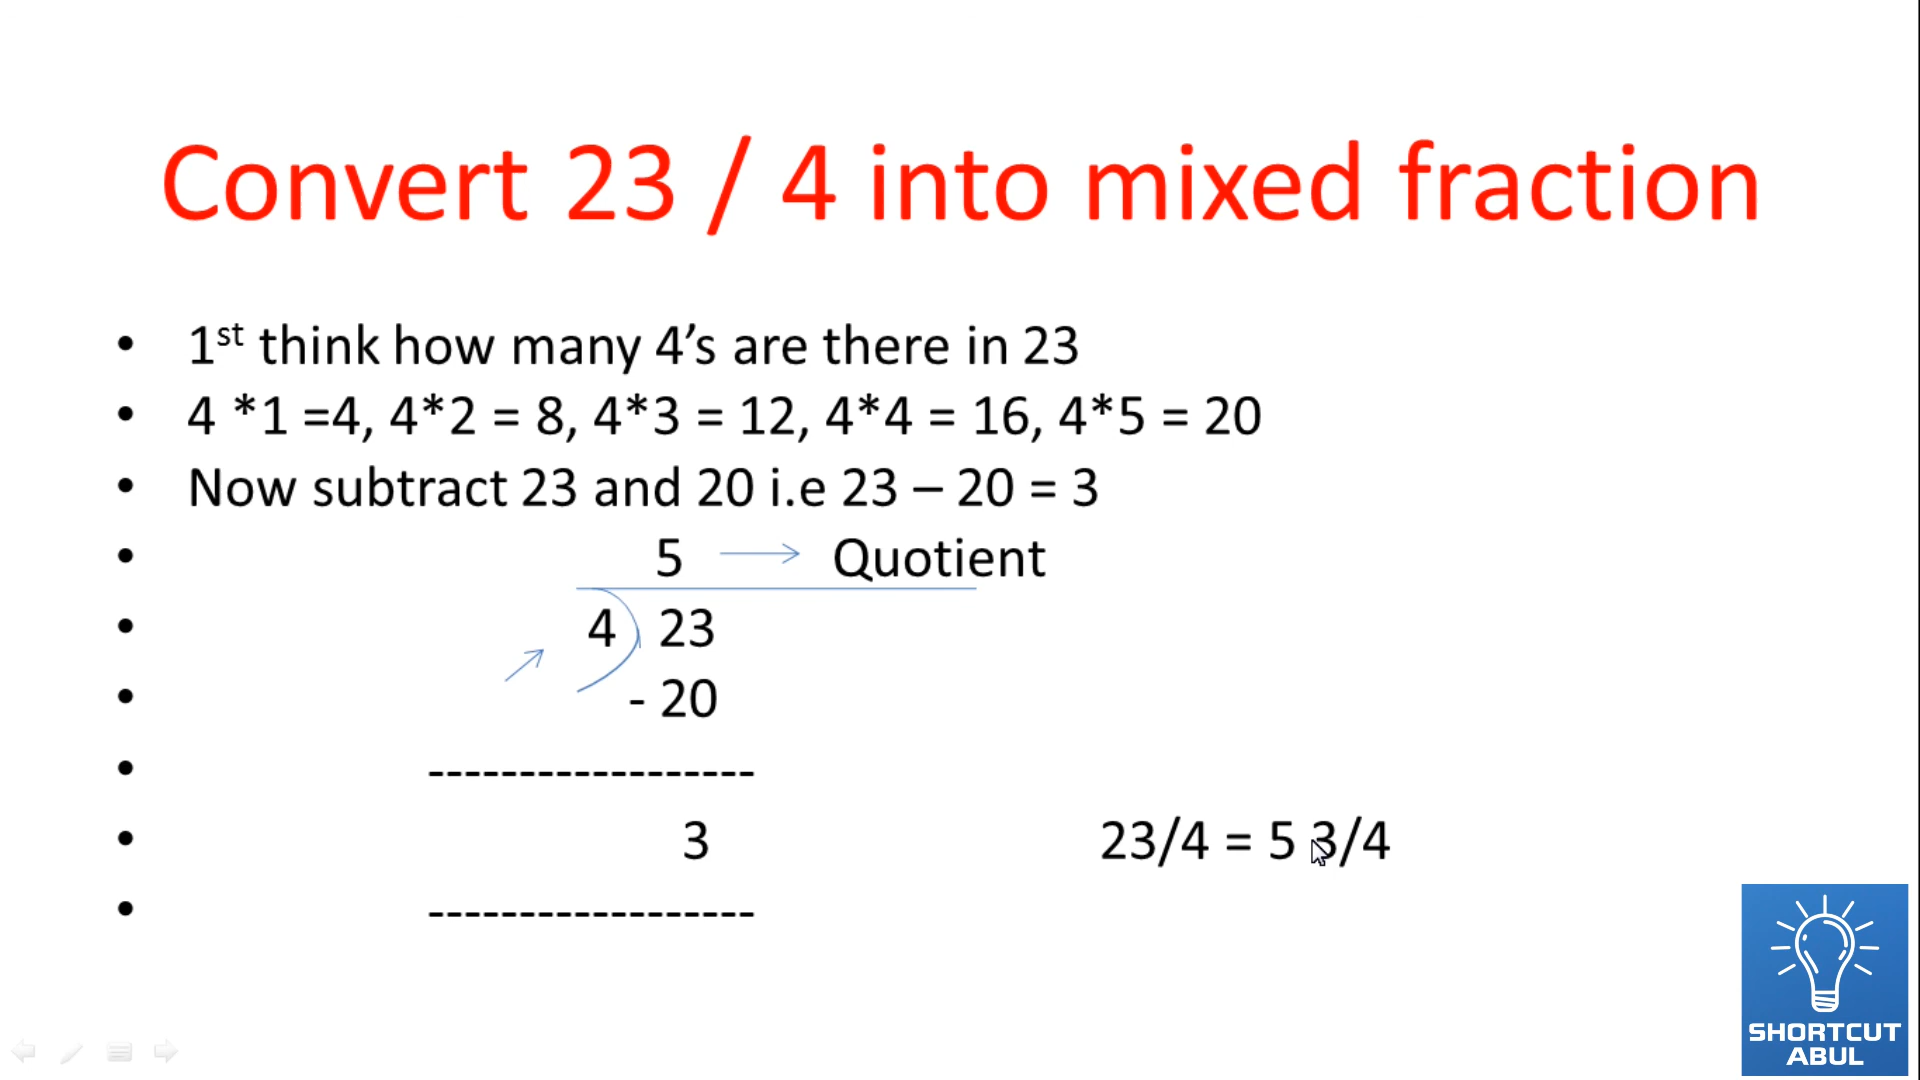 Convert 23 / 4 into mixed fraction
• 1st think how many 4’s are there in 23
• 4 *1 =4, 4*2 = 8, 4*3 = 12, 4*4 = 16, 4*5 = 20
• Now subtract 23 and 20 i.e 23 – 20 = 3
• 5 Quotient
• 4 23
• - 20
• ------------------
• 3 23/4 = 5 3/4
• ------------------
SHORTCUT
ABUL